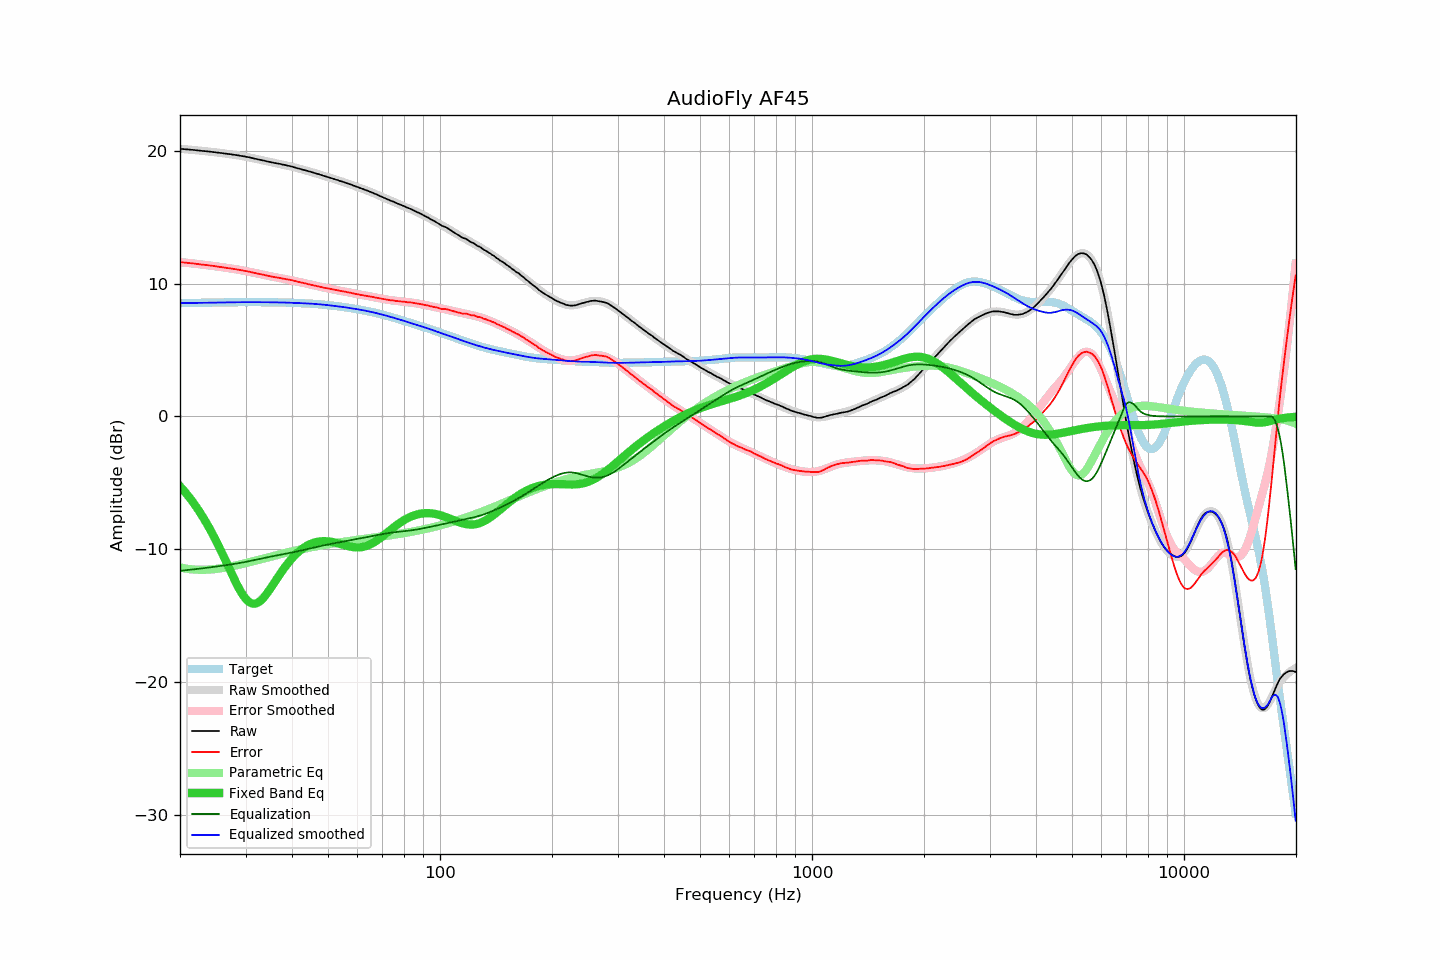 AudioFly AF45
20
10
0
−10
−20
−30
Amplitude (dBr)
Target
Raw Smoothed
Error Smoothed
Raw
Error
Parametric Eq
Fixed Band Eq
Equalization
Equalized smoothed
100
1000
10000
Frequency (Hz)